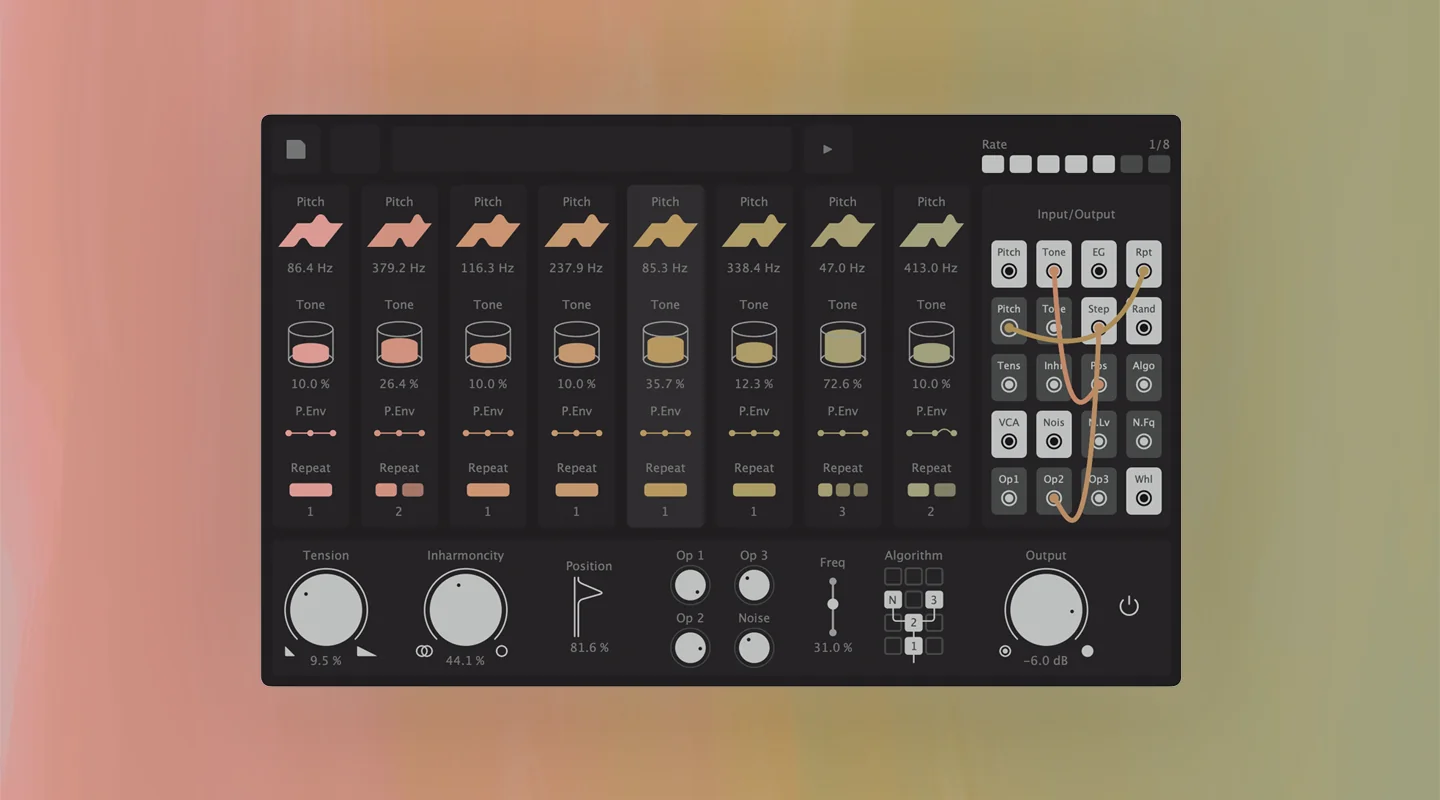 Rate 1/8
Pitch Pitch Pitch Pitch Pitch Pitch Pitch Pitch
86.4 Hz 379.2 Hz 116.3 Hz 237.9 Hz 85.3 Hz 338.4 Hz 47.0 Hz 413.0 Hz
Tone Tone Tone Tone Tone Tone Tone Tone
10.0 % 26.4 % 10.0 % 10.0 % 35.7 % 12.3 % 72.6 % 10.0 %
P.Env P.Env P.Env P.Env P.Env P.Env P.Env P.Env
Repeat Repeat Repeat Repeat Repeat Repeat Repeat Repeat
1 2 1 1 1 1 3 2
Input/Output
Pitch Tone EG Rpt
Pitch Tone Step Rand
Tens Inhr Pos Algo
VCA Nois N.Lv N.Fq
Op1 Op2 Op3 Whl
Tension
9.5 %
Inharmoncity
44.1 %
Position
81.6 %
Op 1 Op 3
Op 2 Noise
Freq
31.0 %
Algorithm
N 3
2
1
Output
−6.0 dB